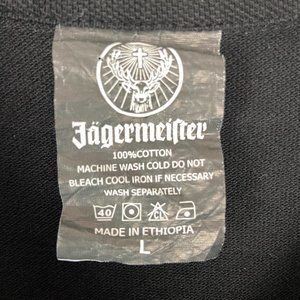 Jägermeister
100%COTTON
MACHINE WASH COLD DO NOT
BLEACH COOL IRON IF NECESSARY
WASH SEPARATELY
40 CL
MADE IN ETHIOPIA
L